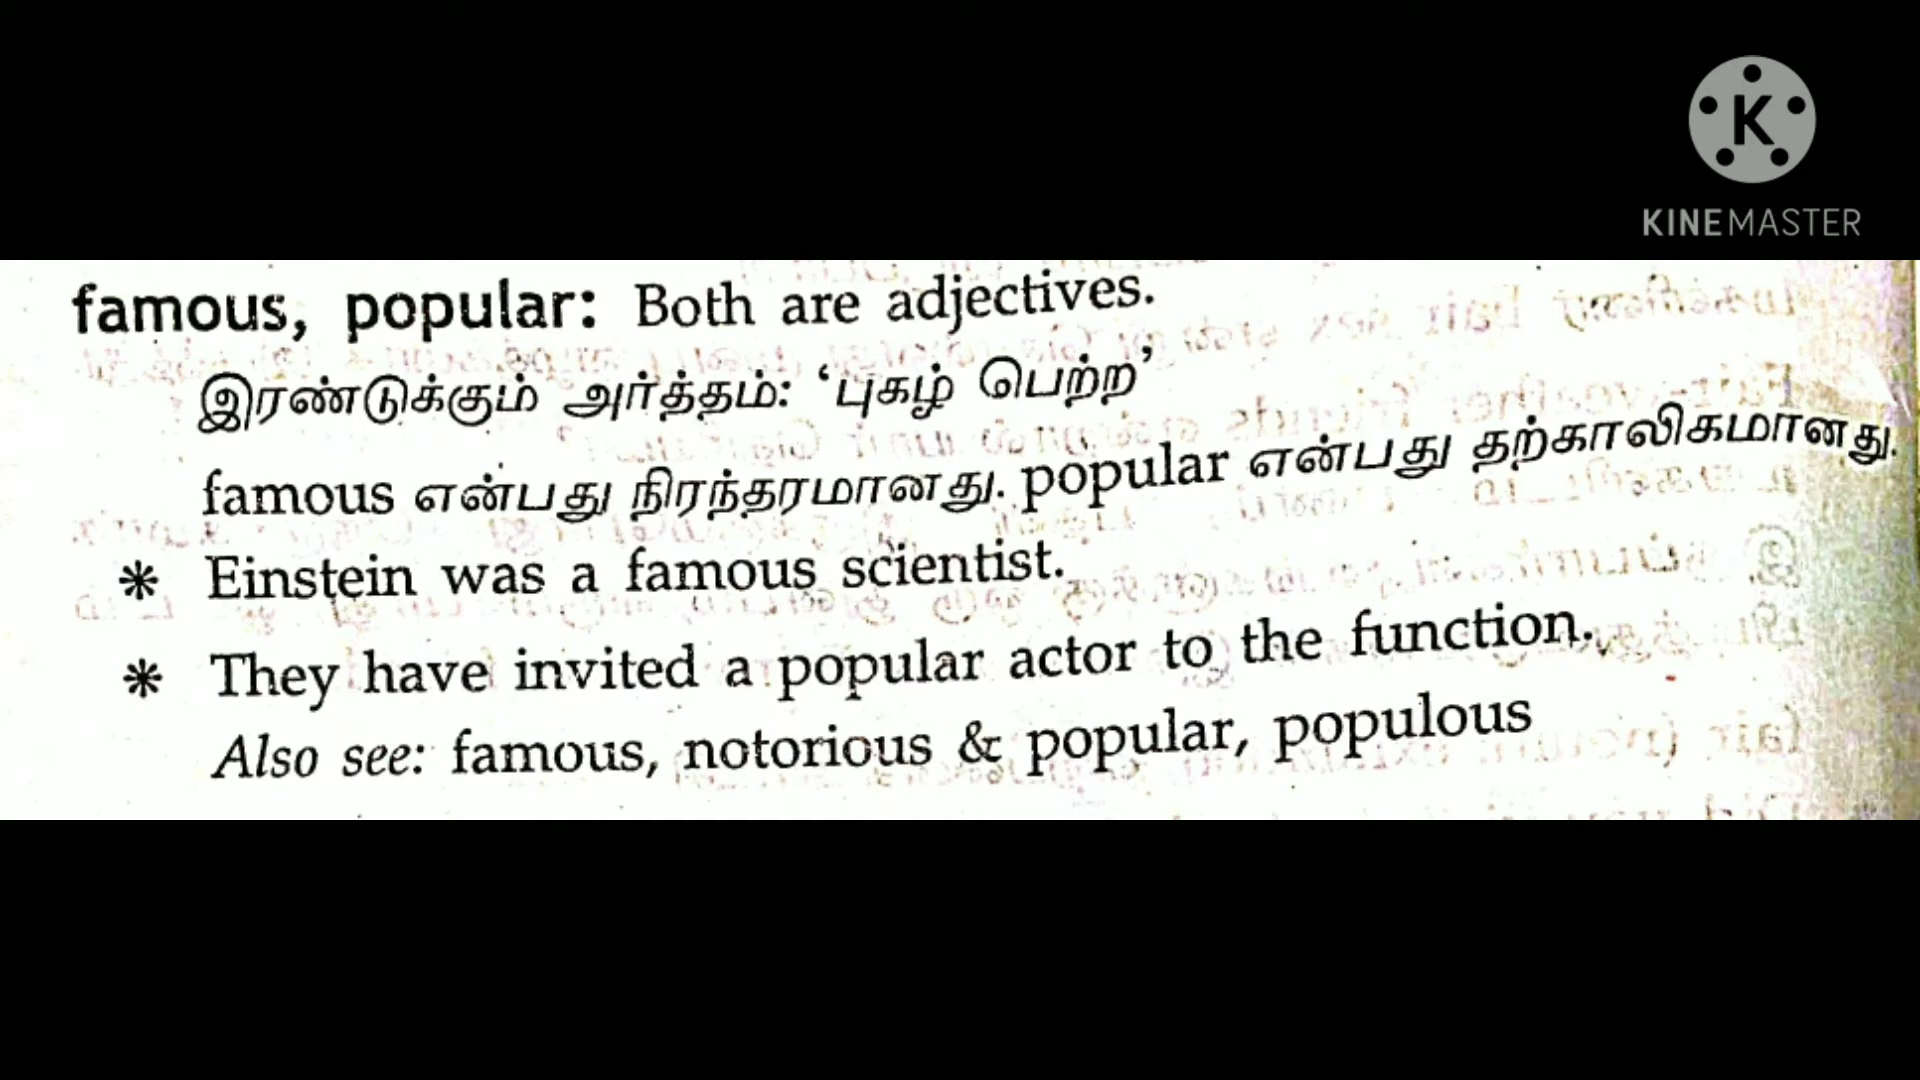 K
KINEMASTER
famous, popular: Both are adjectives.
இரண்டுக்கும் அர்த்தம்: ‘புகழ் பெற்ற’
famous என்பது நிரந்தரமானது. popular என்பது தற்காலிகமானது.
* Einstein was a famous scientist.
* They have invited a popular actor to the function.
Also see: famous, notorious & popular, populous